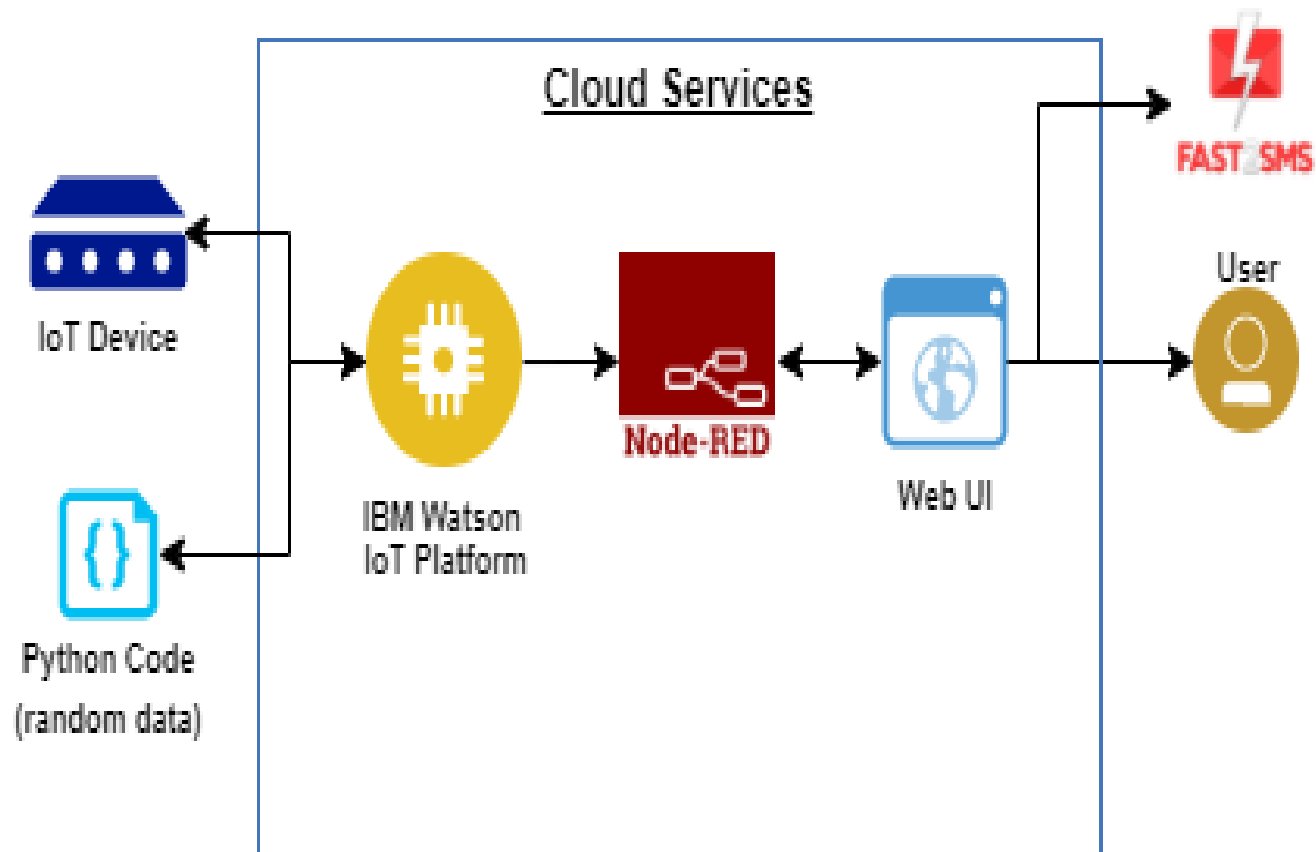 Cloud Services
FAST2SMS
IoT Device
User
Node-RED
Web UI
IBM Watson
IoT Platform
Python Code
(random data)